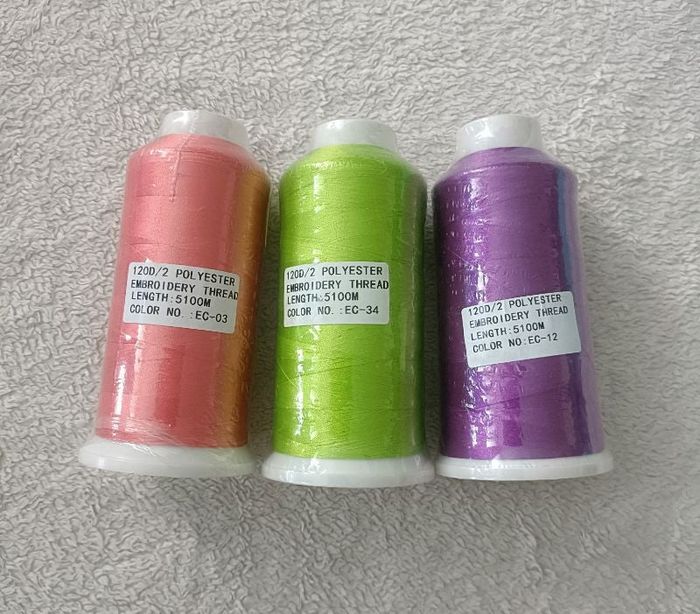 120D/2 POLYESTER
EMBROIDERY THREAD
LENGTH:5100M
COLOR NO.:EC-03
120D/2 POLYESTER
EMBROIDERY THREAD
LENGTH:5100M
COLOR NO.:EC-34
120D/2 POLYESTER
EMBROIDERY THREAD
LENGTH:5100M
COLOR NO:EC-12